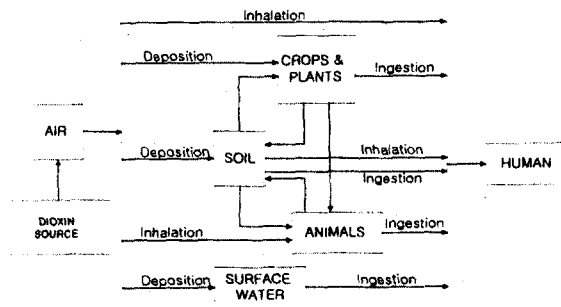 Inhalation
Deposition
CROPS &
PLANTS
Ingestion
AIR
Deposition
SOIL
Inhalation
Ingestion
HUMAN
DIOXIN
SOURCE
Inhalation
ANIMALS
Ingestion
Deposition
SURFACE
WATER
Ingestion